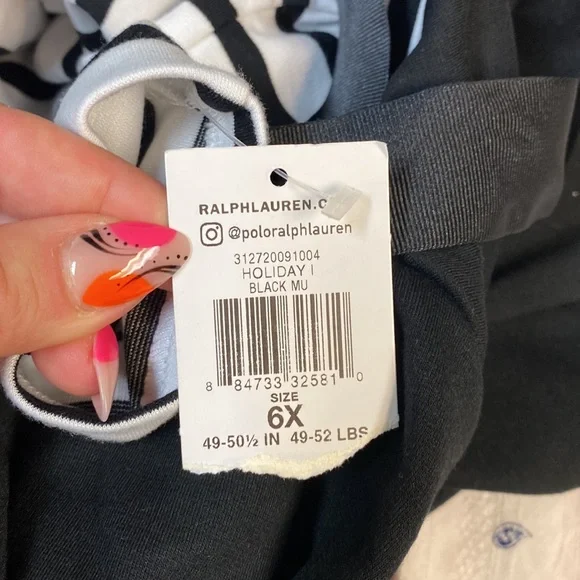 RALPHLAUREN.C
@poloralphlauren
312720091004
HOLIDAY I
BLACK MU
8 84733 32581 0
SIZE
6X
49-50½ IN 49-52 LBS